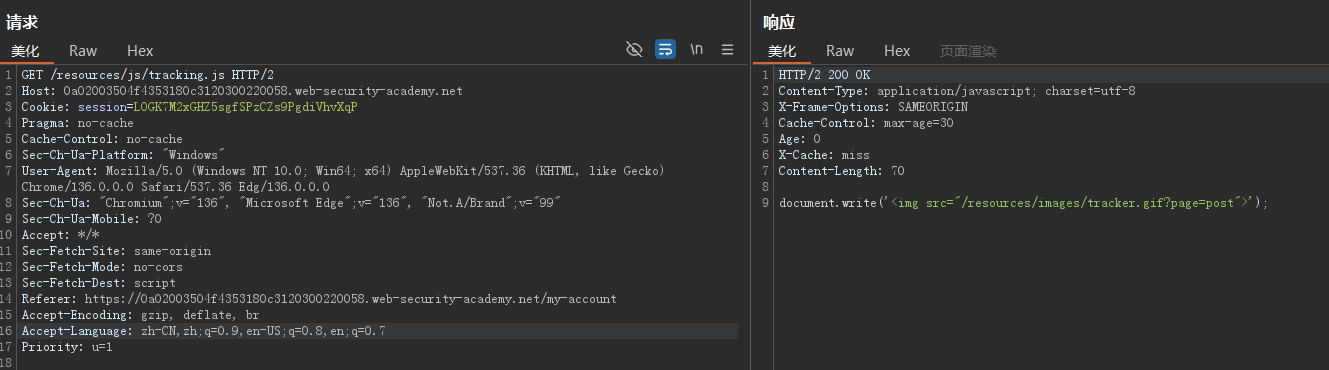 请求
美化 Raw Hex
\n
1 GET /resources/js/tracking.js HTTP/2
2 Host: 0a02003504f4353180c3120300220058.web-security-academy.net
3 Cookie: session=LOGK7M2xGHZ5sgfSPzCZs9PgdiVhvXqP
4 Pragma: no-cache
5 Cache-Control: no-cache
6 Sec-Ch-Ua-Platform: "Windows"
7 User-Agent: Mozilla/5.0 (Windows NT 10.0; Win64; x64) AppleWebKit/537.36 (KHTML, like Gecko)
Chrome/136.0.0.0 Safari/537.36 Edg/136.0.0.0
8 Sec-Ch-Ua: "Chromium";v="136", "Microsoft Edge";v="136", "Not.A/Brand";v="99"
9 Sec-Ch-Ua-Mobile: ?0
10 Accept: */*
11 Sec-Fetch-Site: same-origin
12 Sec-Fetch-Mode: no-cors
13 Sec-Fetch-Dest: script
14 Referer: https://0a02003504f4353180c3120300220058.web-security-academy.net/my-account
15 Accept-Encoding: gzip, deflate, br
16 Accept-Language: zh-CN,zh;q=0.9,en-US;q=0.8,en;q=0.7
17 Priority: u=1
18
响应
美化 Raw Hex 页面渲染
1 HTTP/2 200 OK
2 Content-Type: application/javascript; charset=utf-8
3 X-Frame-Options: SAMEORIGIN
4 Cache-Control: max-age=30
5 Age: 0
6 X-Cache: miss
7 Content-Length: 70
8
9 document.write('<img src="/resources/images/tracker.gif?page=post">');